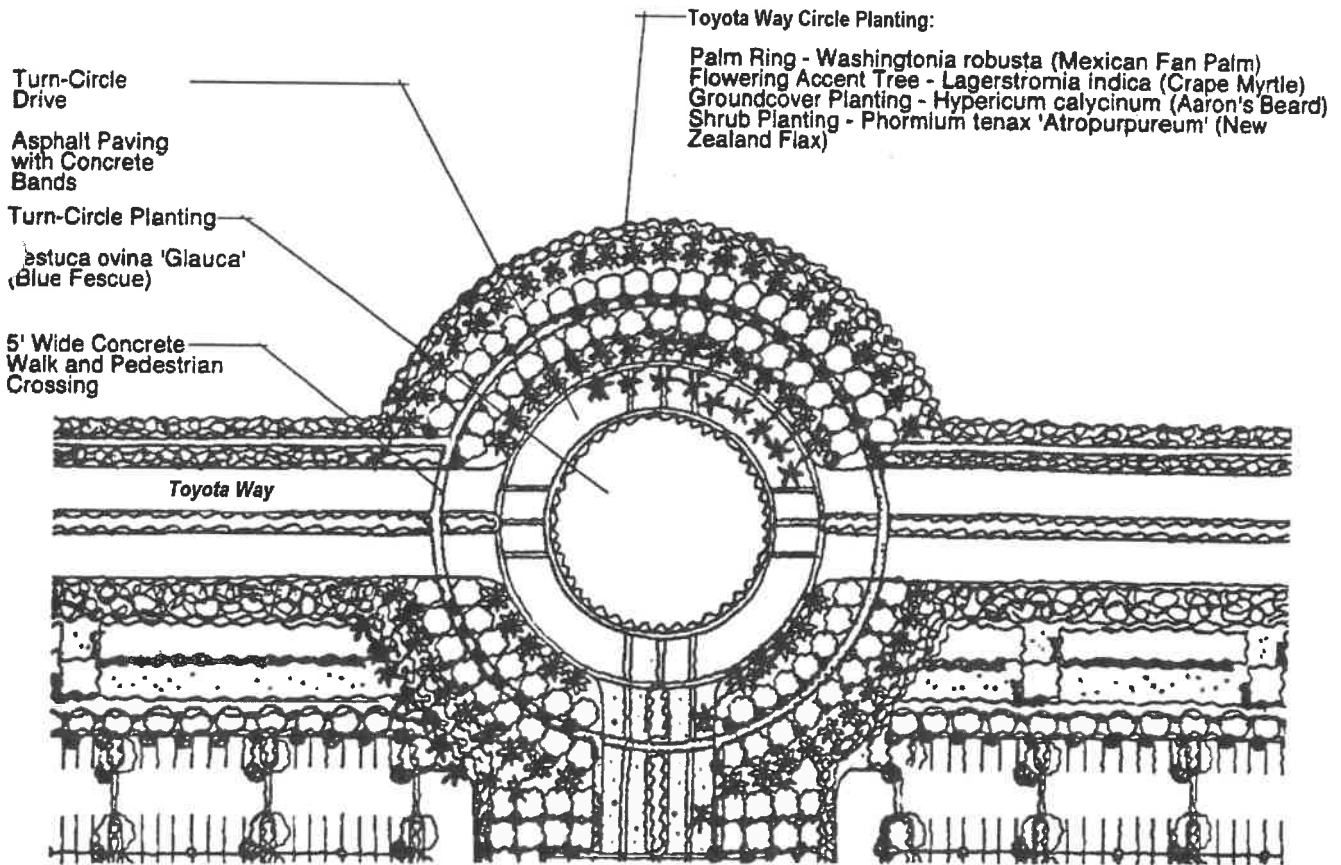 Toyota Way Circle Planting:
Palm Ring - Washingtonia robusta (Mexican Fan Palm)
Flowering Accent Tree - Lagerstromia indica (Crape Myrtle)
Groundcover Planting - Hypericum calycinum (Aaron's Beard)
Shrub Planting - Phormium tenax 'Atropurpureum' (New
Zealand Flax)
Turn-Circle
Drive
Asphalt Paving
with Concrete
Bands
Turn-Circle Planting
estuca ovina 'Glauca'
(Blue Fescue)
5' Wide Concrete
Walk and Pedestrian
Crossing
Toyota Way